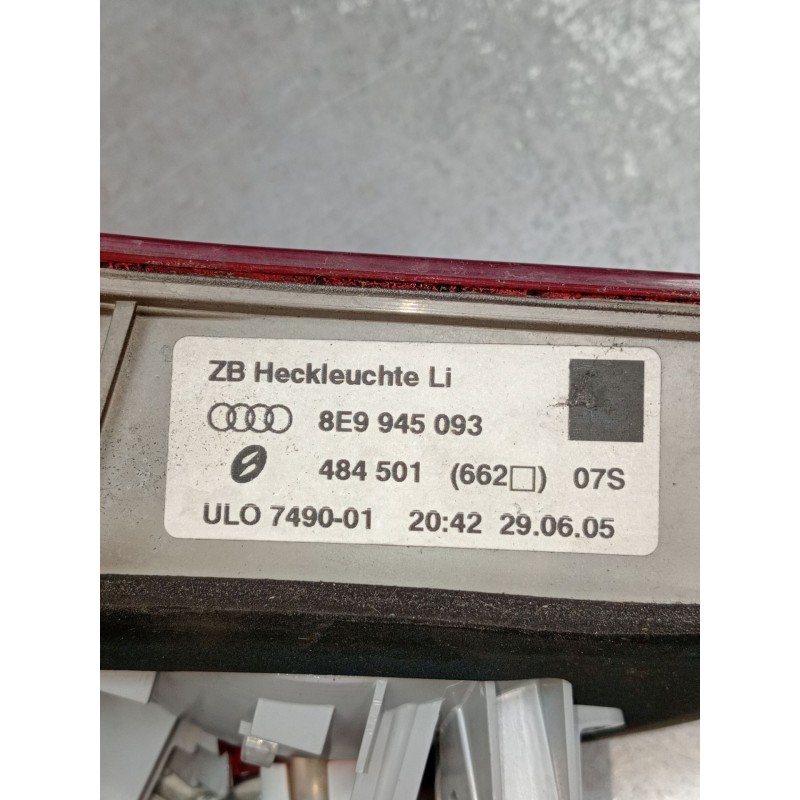 ZB Heckleuchte Li
8E9 945 093
484 501 (662□) 07S
ULO 7490-01 20:42 29.06.05